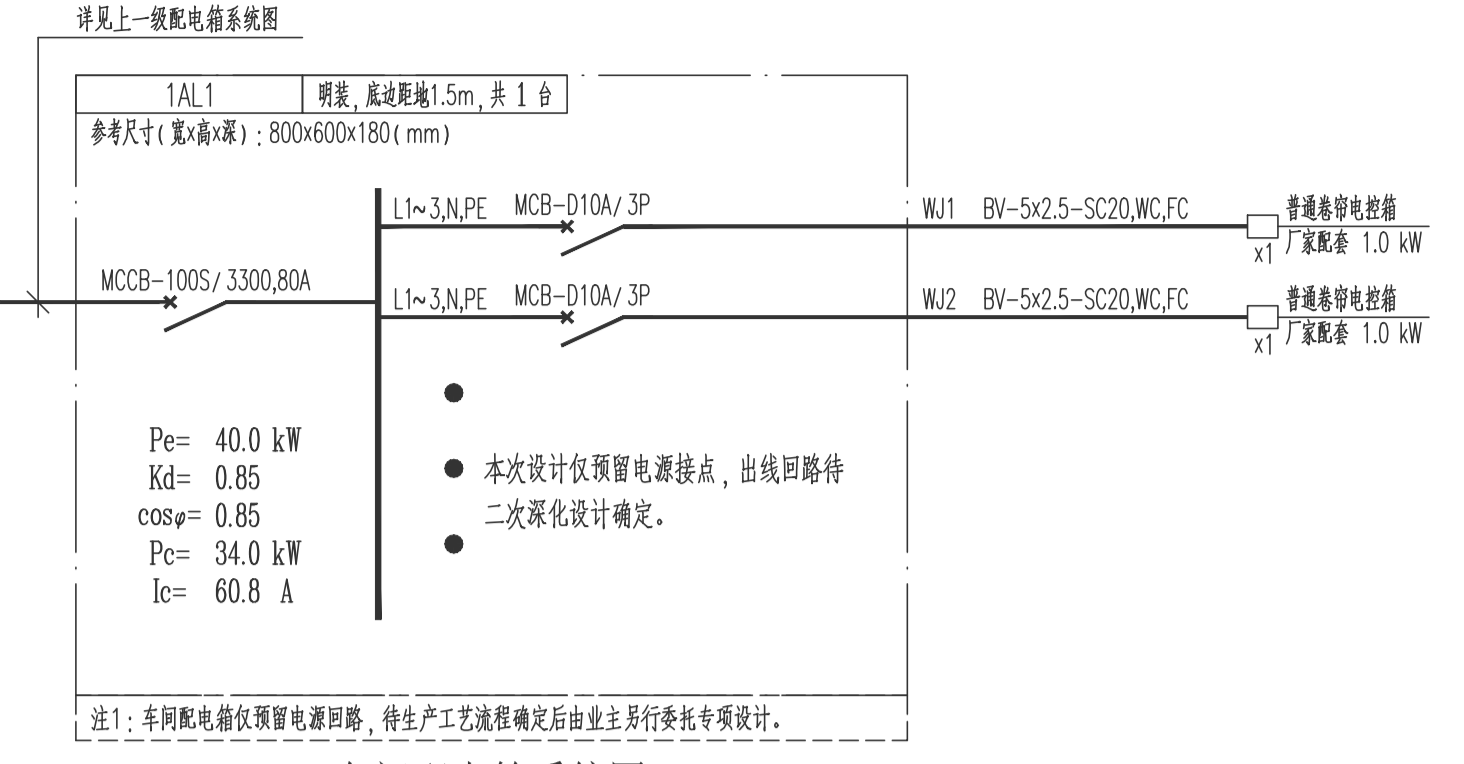 详见上一级配电箱系统图
1AL1 明装,底边距地1.5m,共 1 台
参考尺寸(宽x高x深):800x600x180(mm)
L1~3,N,PE MCB-D10A/3P WJ1 BV-5x2.5-SC20,WC,FC 普通卷帘电控箱
x1 厂家配套 1.0 kW
MCCB-100S/3300,80A
L1~3,N,PE MCB-D10A/3P WJ2 BV-5x2.5-SC20,WC,FC 普通卷帘电控箱
x1 厂家配套 1.0 kW
Pe= 40.0 kW
Kd= 0.85
cosφ= 0.85
Pc= 34.0 kW
Ic= 60.8 A
本次设计仅预留电源接点,出线回路待
二次深化设计确定。
注1:车间配电箱仅预留电源回路,待生产工艺流程确定后由业主另行委托专项设计。